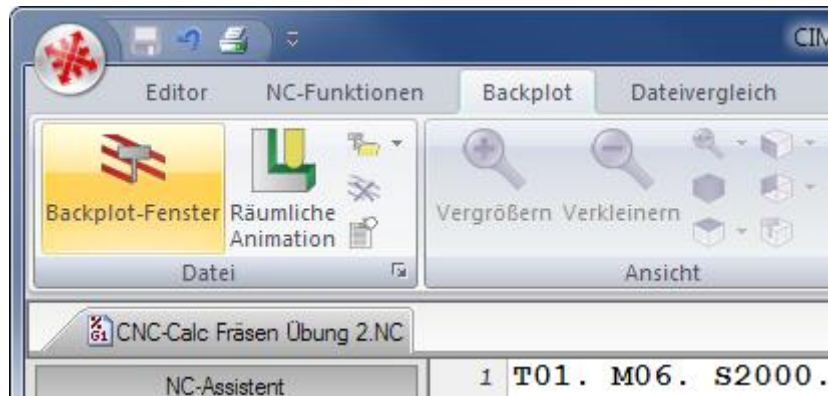 CIM
Editor NC-Funktionen Backplot Dateivergleich
Backplot-Fenster Räumliche Animation Vergrößern Verkleinern
Datei Ansicht
G1 CNC-Calc Fräsen Übung 2.NC
NC-Assistent 1 T01. M06. S2000.